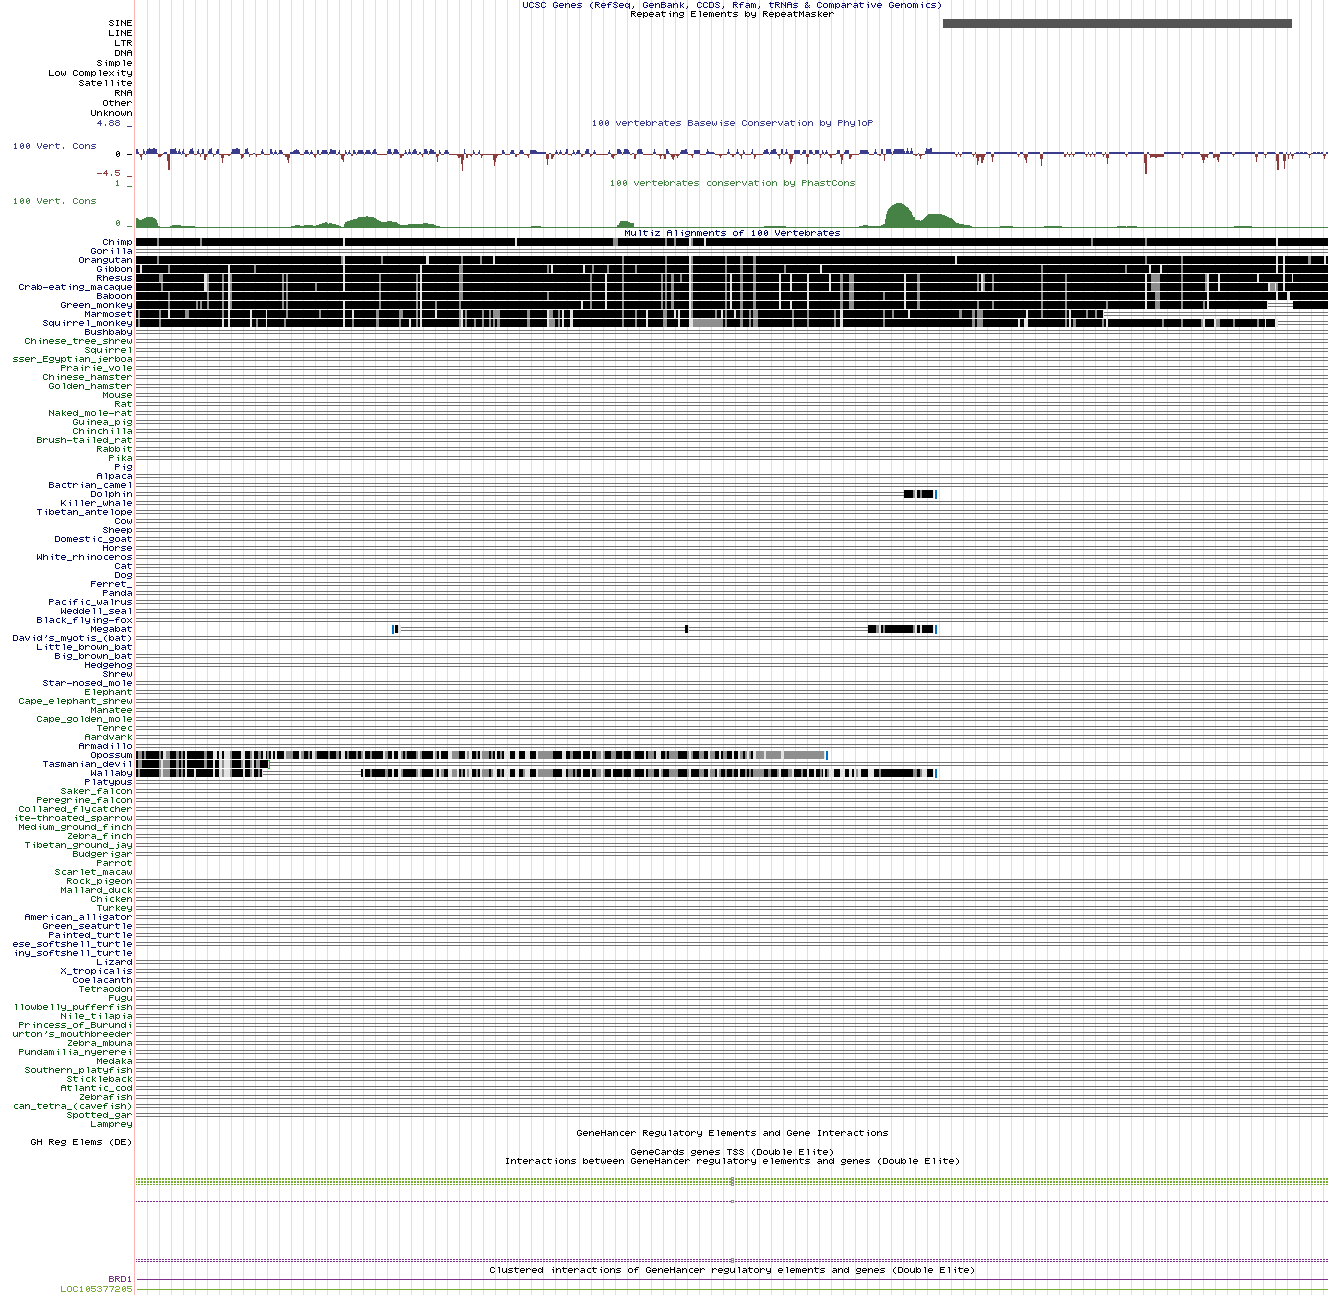 UCSC Genes (RefSeq, GenBank, CCDS, Rfam, tRNAs & Comparative Genomics)
Repeating Elements by RepeatMasker
SINE
LINE
LTR
DNA
Simple
Low Complexity
Satellite
RNA
Other
Unknown
4.88 _
100 vertebrates Basewise Conservation by PhyloP
100 Vert. Cons
0 _
-4.5 _
1 _
100 vertebrates conservation by PhastCons
100 Vert. Cons
0 _
Multiz Alignments of 100 Vertebrates
Chimp
Gorilla
Orangutan
Gibbon
Rhesus
Crab-eating_macaque
Baboon
Green_monkey
Marmoset
Squirrel_monkey
Bushbaby
Chinese_tree_shrew
Squirrel
sser_Egyptian_jerboa
Prairie_vole
Chinese_hamster
Golden_hamster
Mouse
Rat
Naked_mole-rat
Guinea_pig
Chinchilla
Brush-tailed_rat
Rabbit
Pika
Pig
Alpaca
Bactrian_camel
Dolphin
Killer_whale
Tibetan_antelope
Cow
Sheep
Domestic_goat
Horse
White_rhinoceros
Cat
Dog
Ferret_
Panda
Pacific_walrus
Weddell_seal
Black_flying-fox
Megabat
David's_myotis_(bat)
Little_brown_bat
Big_brown_bat
Hedgehog
Shrew
Star-nosed_mole
Elephant
Cape_elephant_shrew
Manatee
Cape_golden_mole
Tenrec
Aardvark
Armadillo
Opossum
Tasmanian_devil
Wallaby
Platypus
Saker_falcon
Peregrine_falcon
Collared_flycatcher
ite-throated_sparrow
Medium_ground_finch
Zebra_finch
Tibetan_ground_jay
Budgerigar
Parrot
Scarlet_macaw
Rock_pigeon
Mallard_duck
Chicken
Turkey
American_alligator
Green_seaturtle
Painted_turtle
ese_softshell_turtle
iny_softshell_turtle
Lizard
X_tropicalis
Coelacanth
Tetraodon
Fugu
llowbelly_pufferfish
Nile_tilapia
Princess_of_Burundi
urton's_mouthbreeder
Zebra_mbuna
Pundamilia_nyererei
Medaka
Southern_platyfish
Stickleback
Atlantic_cod
Zebrafish
can_tetra_(cavefish)
Spotted_gar
Lamprey
GeneHancer Regulatory Elements and Gene Interactions
GH Reg Elems (DE)
GeneCards genes TSS (Double Elite)
Interactions between GeneHancer regulatory elements and genes (Double Elite)
Clustered interactions of GeneHancer regulatory elements and genes (Double Elite)
BRD1
LOC105377205